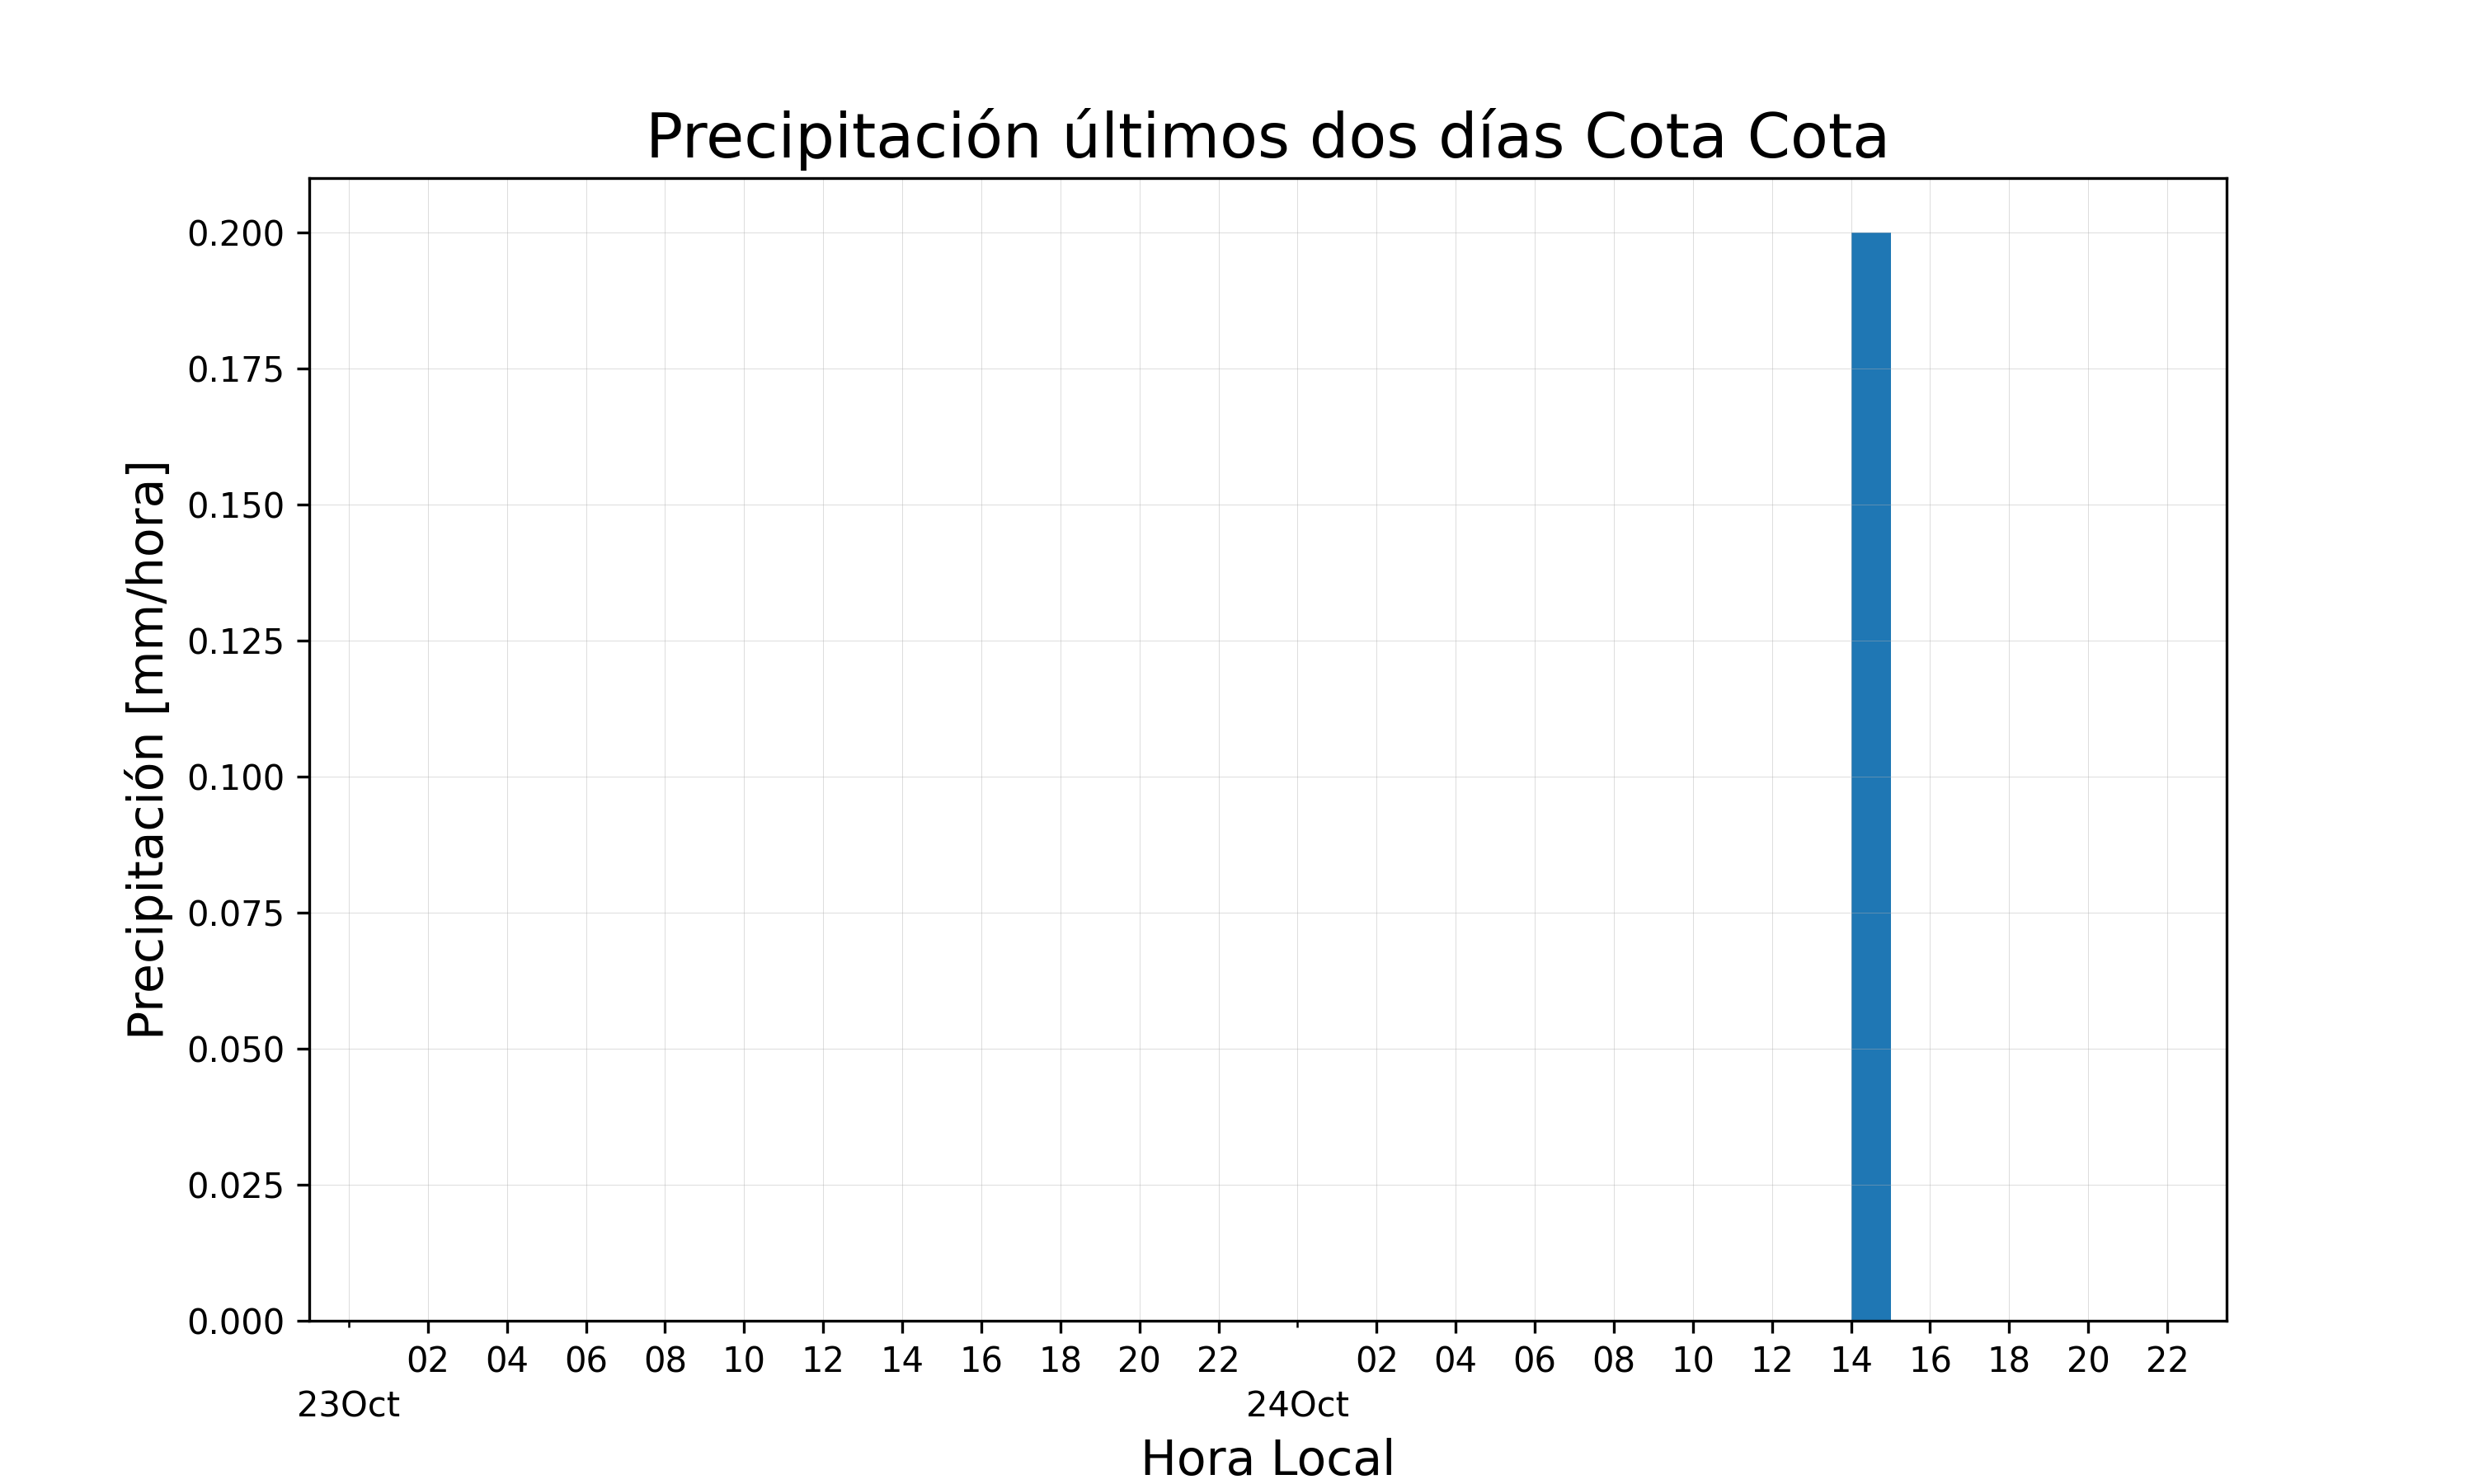 Precipitación últimos dos días Cota Cota
Precipitación [mm/hora]
0.200
0.175
0.150
0.125
0.100
0.075
0.050
0.025
0.000
02 04 06 08 10 12 14 16 18 20 22 02 04 06 08 10 12 14 16 18 20 22
23Oct 24Oct
Hora Local